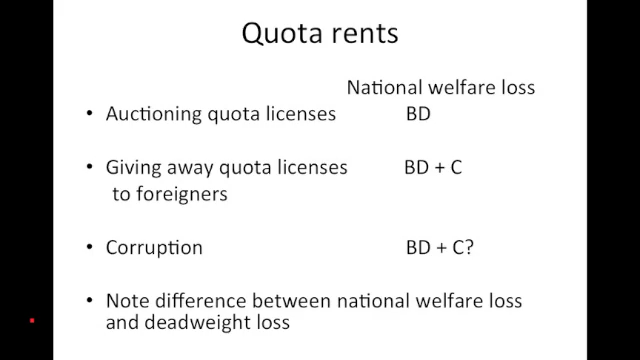 Quota rents
National welfare loss
• Auctioning quota licenses BD
• Giving away quota licenses BD + C
to foreigners
• Corruption BD + C?
• Note difference between national welfare loss
and deadweight loss